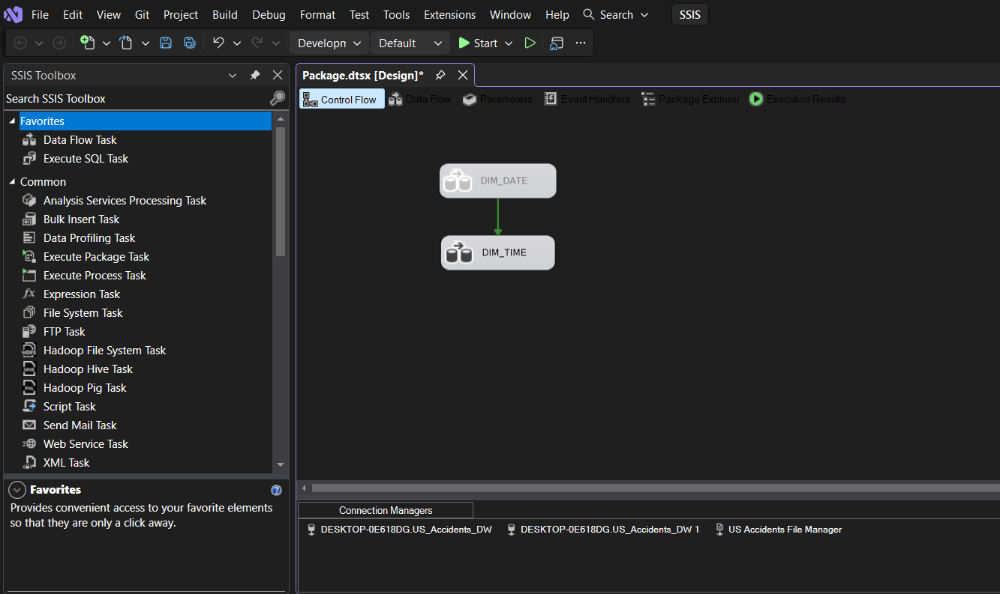 File Edit View Git Project Build Debug Format Test Tools Extensions Window Help Search SSIS
Developn Default Start
SSIS Toolbox
Search SSIS Toolbox
Favorites
Data Flow Task
Execute SQL Task
Common
Analysis Services Processing Task
Bulk Insert Task
Data Profiling Task
Execute Package Task
Execute Process Task
Expression Task
File System Task
FTP Task
Hadoop File System Task
Hadoop Hive Task
Hadoop Pig Task
Script Task
Send Mail Task
Web Service Task
XML Task
Favorites
Provides convenient access to your favorite elements
so that they are only a click away.
Package.dtsx [Design]*
Control Flow Data Flow Parameters Event Handlers Package Explorer Execution Results
DIM_DATE
DIM_TIME
Connection Managers
DESKTOP-0E618DG.US_Accidents_DW DESKTOP-0E618DG.US_Accidents_DW 1 US Accidents File Manager